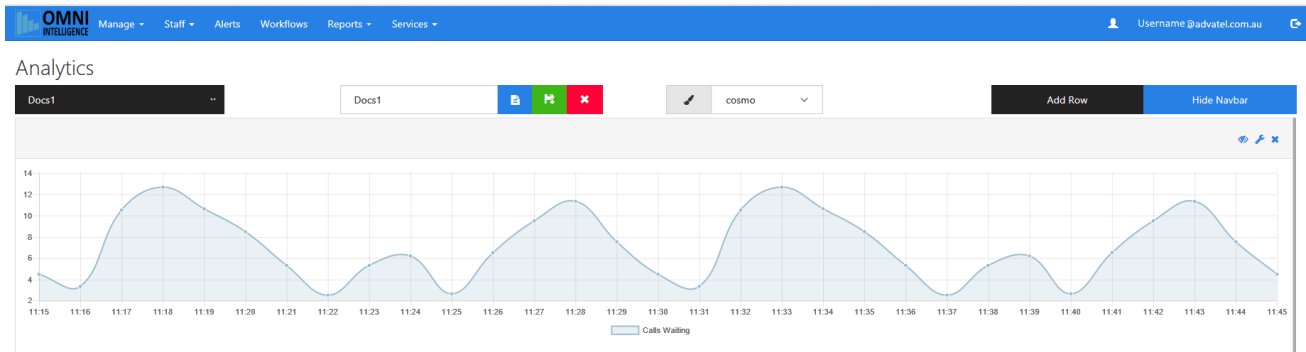 OMNI
INTELLIGENCE
Manage Staff Alerts Workflows Reports Services Username@advatel.com.au
Analytics
Docs1 Docs1 cosmo Add Row Hide Navbar
14
12
10
8
6
4
2
11:15 11:16 11:17 11:18 11:19 11:20 11:21 11:22 11:23 11:24 11:25 11:26 11:27 11:28 11:29 11:30 11:31 11:32 11:33 11:34 11:35 11:36 11:37 11:38 11:39 11:40 11:41 11:42 11:43 11:44 11:45
Calls Waiting